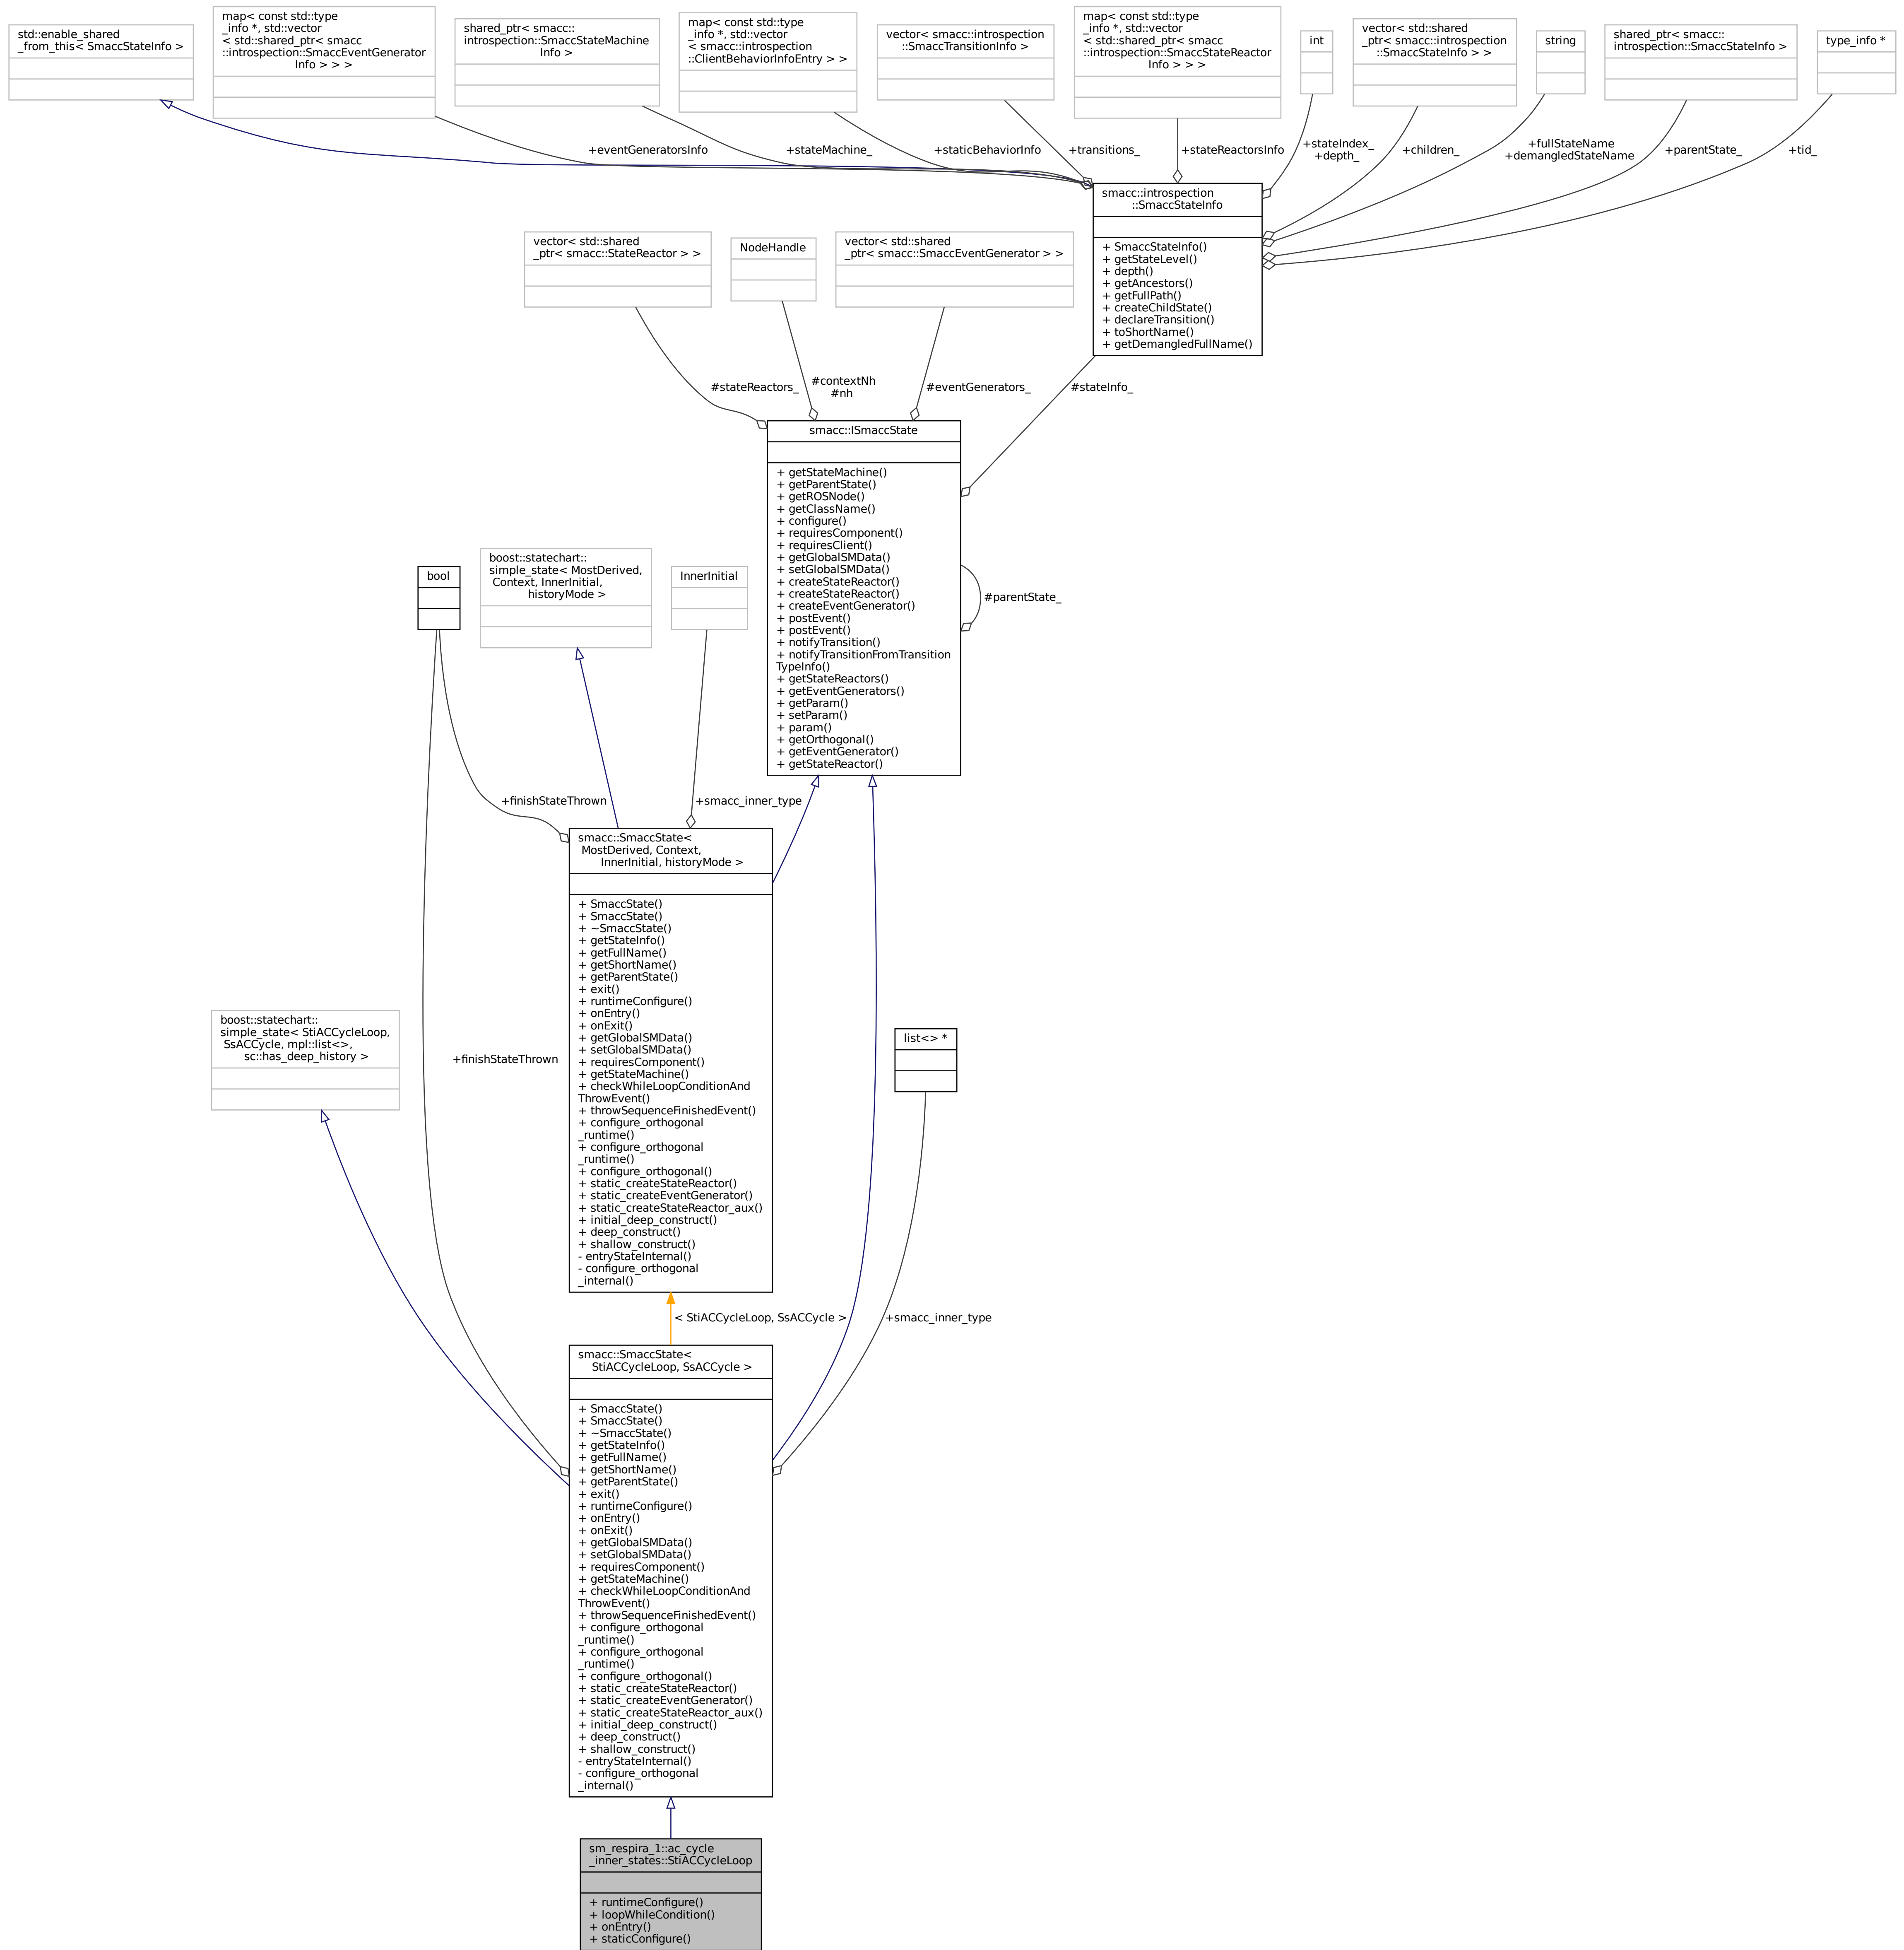 std::enable_shared
_from_this< SmaccStateInfo >
map< const std::type
_info *, std::vector
< std::shared_ptr< smacc
::introspection::SmaccEventGenerator
Info > > >
shared_ptr< smacc::
introspection::SmaccStateMachine
Info >
map< const std::type
_info *, std::vector
< smacc::introspection
::ClientBehaviorInfoEntry > >
vector< smacc::introspection
::SmaccTransitionInfo >
map< const std::type
_info *, std::vector
< std::shared_ptr< smacc
::introspection::SmaccStateReactor
Info > > >
int
vector< std::shared
_ptr< smacc::introspection
::SmaccStateInfo > >
string
shared_ptr< smacc::
introspection::SmaccStateInfo >
type_info *
+eventGeneratorsInfo
+stateMachine_
+staticBehaviorInfo
+transitions_
+stateReactorsInfo
+stateIndex_
+depth_
+children_
+fullStateName
+demangledStateName
+parentState_
+tid_
smacc::introspection
::SmaccStateInfo
+ SmaccStateInfo()
+ getStateLevel()
+ depth()
+ getAncestors()
+ getFullPath()
+ createChildState()
+ declareTransition()
+ toShortName()
+ getDemangledFullName()
vector< std::shared
_ptr< smacc::StateReactor > >
NodeHandle
vector< std::shared
_ptr< smacc::SmaccEventGenerator > >
#stateReactors_
#contextNh
#nh
#eventGenerators_
#stateInfo_
smacc::ISmaccState
+ getStateMachine()
+ getParentState()
+ getROSNode()
+ getClassName()
+ configure()
+ requiresComponent()
+ requiresClient()
+ getGlobalSMData()
+ setGlobalSMData()
+ createStateReactor()
+ createStateReactor()
+ createEventGenerator()
+ postEvent()
+ postEvent()
+ notifyTransition()
+ notifyTransitionFromTransition
TypeInfo()
+ getStateReactors()
+ getEventGenerators()
+ getParam()
+ setParam()
+ param()
+ getOrthogonal()
+ getEventGenerator()
+ getStateReactor()
#parentState_
bool
boost::statechart::
simple_state< MostDerived,
Context, InnerInitial,
historyMode >
InnerInitial
+finishStateThrown
+smacc_inner_type
smacc::SmaccState<
MostDerived, Context,
InnerInitial, historyMode >
+ SmaccState()
+ SmaccState()
+ ~SmaccState()
+ getStateInfo()
+ getFullName()
+ getShortName()
+ getParentState()
+ exit()
+ runtimeConfigure()
+ onEntry()
+ onExit()
+ getGlobalSMData()
+ setGlobalSMData()
+ requiresComponent()
+ getStateMachine()
+ checkWhileLoopConditionAnd
ThrowEvent()
+ throwSequenceFinishedEvent()
+ configure_orthogonal
_runtime()
+ configure_orthogonal
_runtime()
+ configure_orthogonal()
+ static_createStateReactor()
+ static_createEventGenerator()
+ static_createStateReactor_aux()
+ initial_deep_construct()
+ deep_construct()
+ shallow_construct()
- entryStateInternal()
- configure_orthogonal
_internal()
boost::statechart::
simple_state< StiACCycleLoop,
SsACCycle, mpl::list<>,
sc::has_deep_history >
+finishStateThrown
list<> *
< StiACCycleLoop, SsACCycle >
+smacc_inner_type
smacc::SmaccState<
StiACCycleLoop, SsACCycle >
+ SmaccState()
+ SmaccState()
+ ~SmaccState()
+ getStateInfo()
+ getFullName()
+ getShortName()
+ getParentState()
+ exit()
+ runtimeConfigure()
+ onEntry()
+ onExit()
+ getGlobalSMData()
+ setGlobalSMData()
+ requiresComponent()
+ getStateMachine()
+ checkWhileLoopConditionAnd
ThrowEvent()
+ throwSequenceFinishedEvent()
+ configure_orthogonal
_runtime()
+ configure_orthogonal
_runtime()
+ configure_orthogonal()
+ static_createStateReactor()
+ static_createEventGenerator()
+ static_createStateReactor_aux()
+ initial_deep_construct()
+ deep_construct()
+ shallow_construct()
- entryStateInternal()
- configure_orthogonal
_internal()
sm_respira_1::ac_cycle
_inner_states::StiACCycleLoop
+ runtimeConfigure()
+ loopWhileCondition()
+ onEntry()
+ staticConfigure()